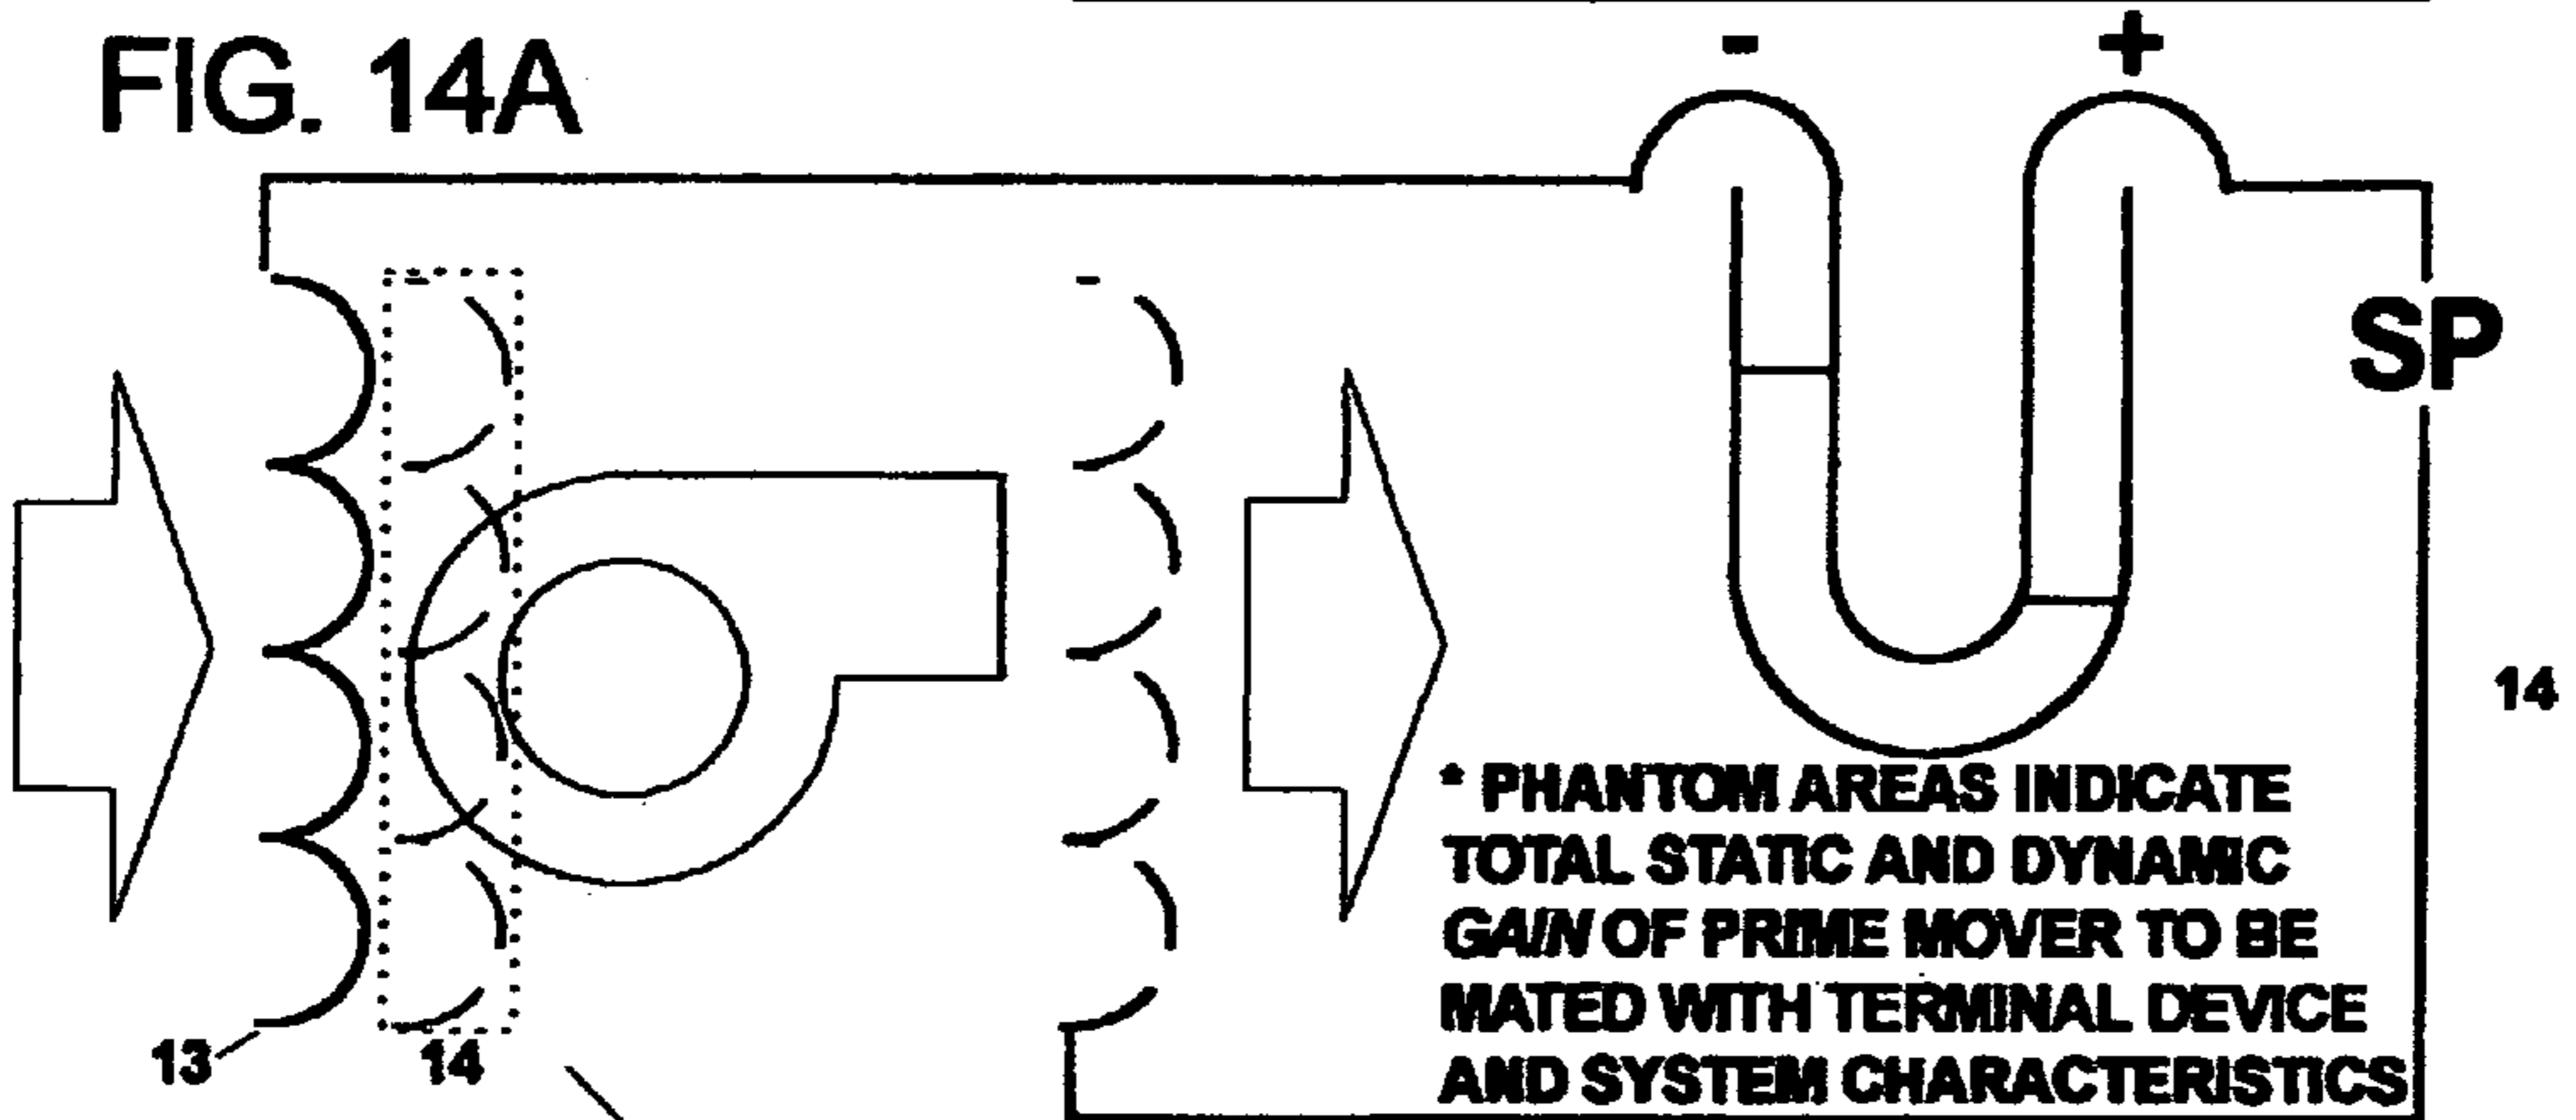 FIG. 14A
- +
- -
SP
14
* PHANTOM AREAS INDICATE
TOTAL STATIC AND DYNAMIC
GAIN OF PRIME MOVER TO BE
MATED WITH TERMINAL DEVICE
AND SYSTEM CHARACTERISTICS
13 14